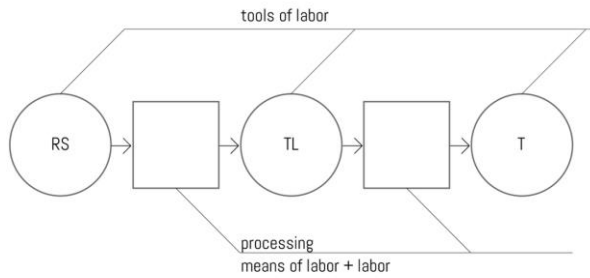 tools of labor
RS
TL
T
processing
means of labor + labor